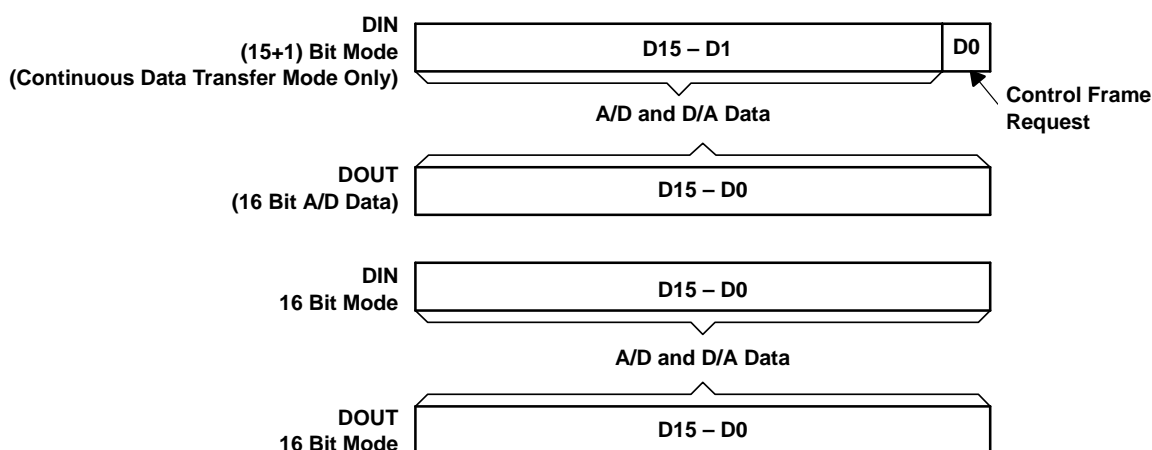 DIN
(15+1) Bit Mode
(Continuous Data Transfer Mode Only)
D15 – D1
D0
Control Frame
Request
A/D and D/A Data
DOUT
(16 Bit A/D Data)
D15 – D0
DIN
16 Bit Mode
D15 – D0
A/D and D/A Data
DOUT
16 Bit Mode
D15 – D0